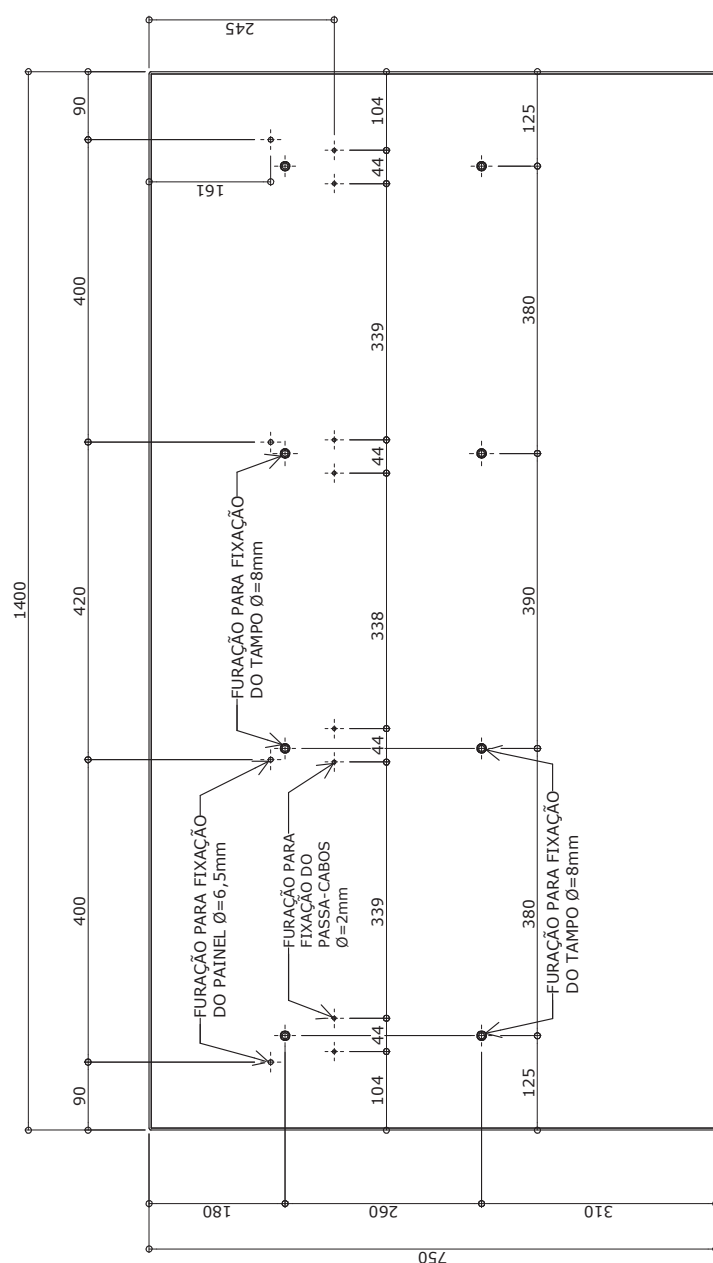 1400
90
400
420
400
90
245
161
FURAÇÃO PARA FIXAÇÃO
DO PAINEL Ø=6,5mm
FURAÇÃO PARA FIXAÇÃO
DO TAMPO Ø=8mm
FURAÇÃO PARA
FIXAÇÃO DO
PASSA-CABOS
Ø=2mm
104
44
339
44
338
44
339
44
104
125
380
390
380
125
FURAÇÃO PARA FIXAÇÃO
DO TAMPO Ø=8mm
180
260
310
750